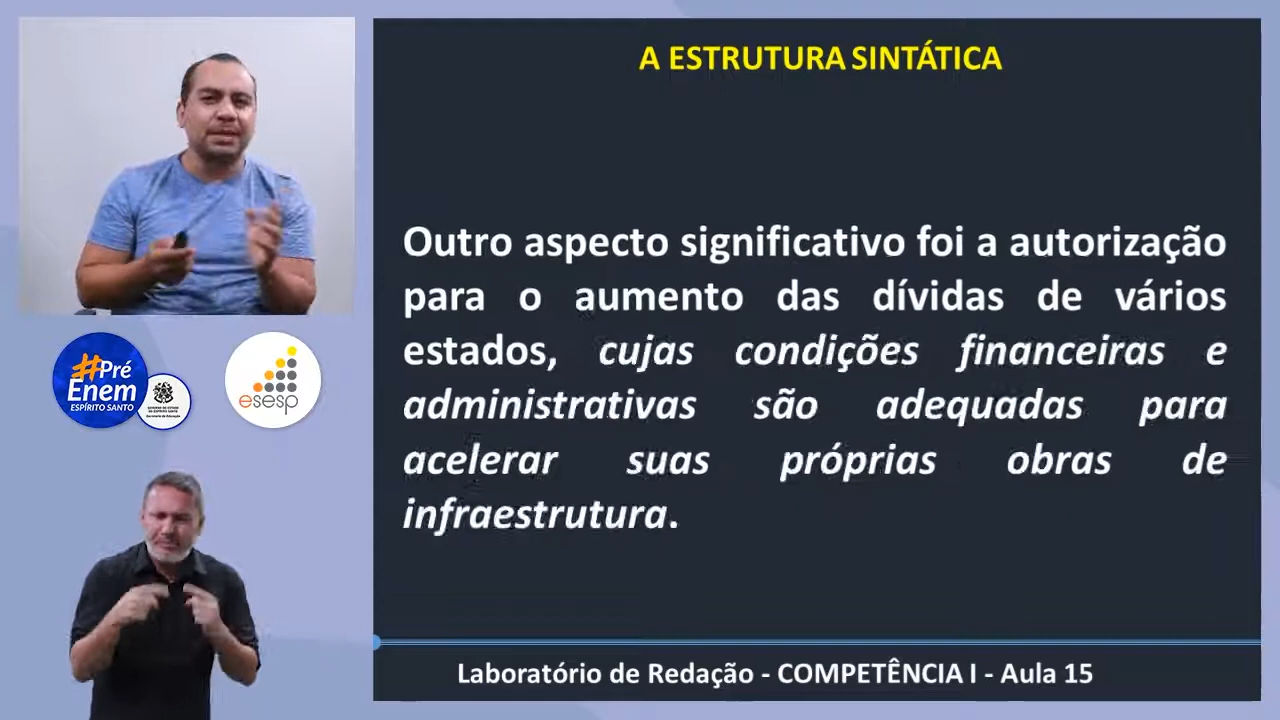 A ESTRUTURA SINTÁTICA
Outro aspecto significativo foi a autorização
para o aumento das dívidas de vários
estados, cujas condições financeiras e
administrativas são adequadas para
acelerar suas próprias obras de
infraestrutura.
#Pré
Enem
ESPÍRITO SANTO
esesp
Laboratório de Redação - COMPETÊNCIA I - Aula 15